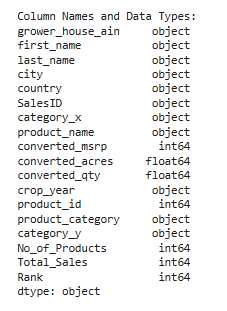 Column Names and Data Types:
grower_house_ain object
first_name object
last_name object
city object
country object
SalesID object
category_x object
product_name object
converted_msrp int64
converted_acres float64
converted_qty float64
crop_year object
product_id int64
product_category object
category_y object
No_of_Products int64
Total_Sales int64
Rank int64
dtype: object